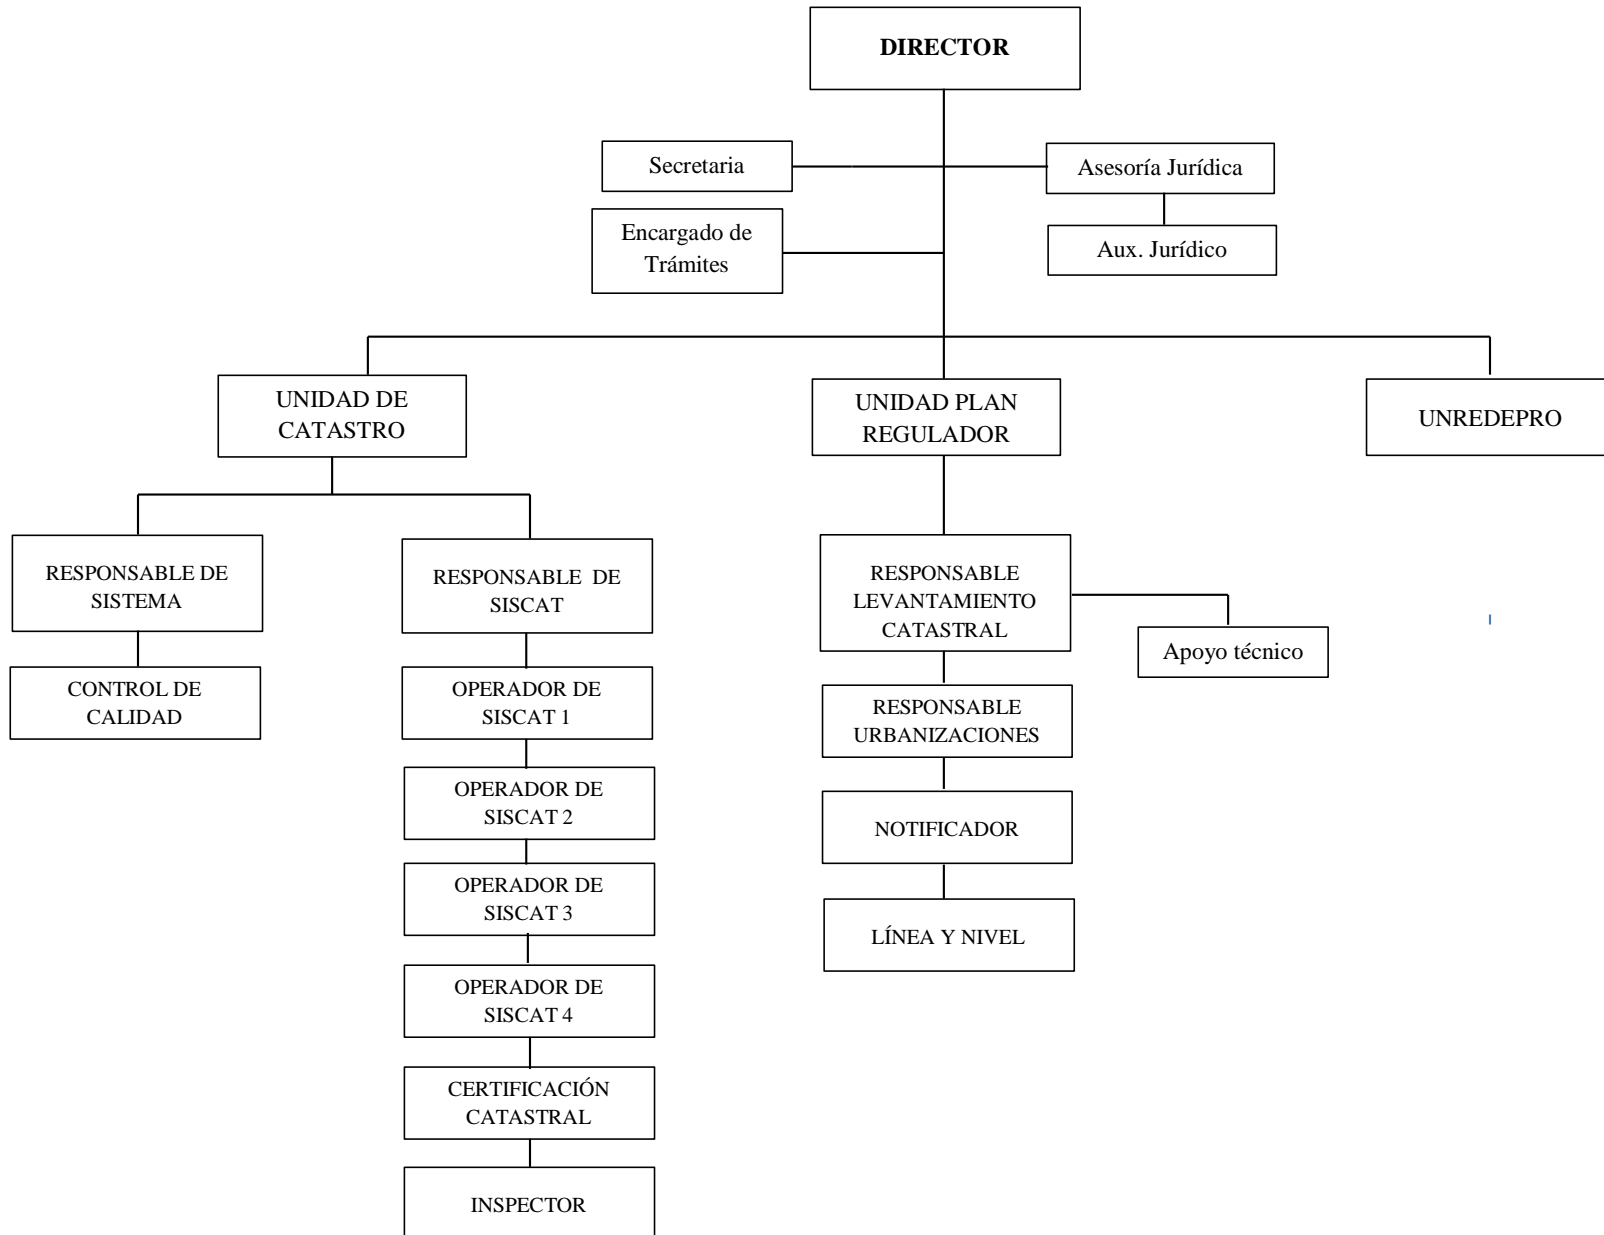 DIRECTOR
Secretaria
Asesoría Jurídica
Encargado de
Trámites
Aux. Jurídico
UNIDAD DE
CATASTRO
UNIDAD PLAN
REGULADOR
UNREDEPRO
RESPONSABLE DE
SISTEMA
CONTROL DE
CALIDAD
RESPONSABLE DE
SISCAT
OPERADOR DE
SISCAT 1
OPERADOR DE
SISCAT 2
OPERADOR DE
SISCAT 3
OPERADOR DE
SISCAT 4
CERTIFICACIÓN
CATASTRAL
INSPECTOR
RESPONSABLE
LEVANTAMIENTO
CATASTRAL
Apoyo técnico
RESPONSABLE
URBANIZACIONES
NOTIFICADOR
LÍNEA Y NIVEL